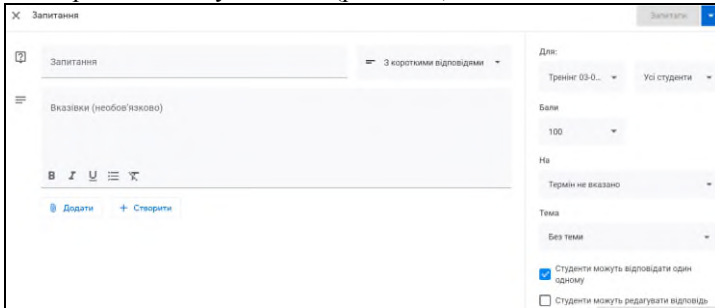 Запитання
Запитати
Запитання
З короткими відповідями
Вказівки (необов'язково)
B I U
Додати
+ Створити
Для:
Тренінг 03-0...
Усі студенти
Бали
100
На
Термін не вказано
Тема
Без теми
Студенти можуть відповідати один
одному
Студенти можуть редагувати відповідь